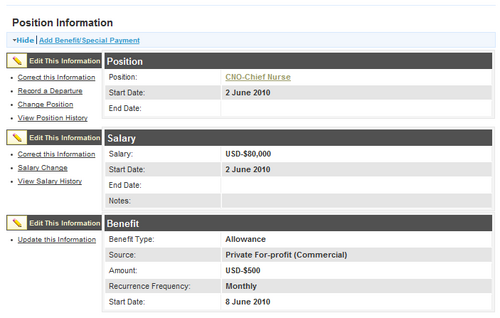 Position Information
Hide | Add Benefit/Special Payment
Edit This Information
Position
Correct this Information
Record a Departure
Change Position
View Position History
Position: CNO-Chief Nurse
Start Date: 2 June 2010
End Date:
Edit This Information
Salary
Correct this Information
Salary Change
View Salary History
Salary: USD-$80,000
Start Date: 2 June 2010
End Date:
Notes:
Edit This Information
Benefit
Update this Information
Benefit Type: Allowance
Source: Private For-profit (Commercial)
Amount: USD-$500
Recurrence Frequency: Monthly
Start Date: 8 June 2010